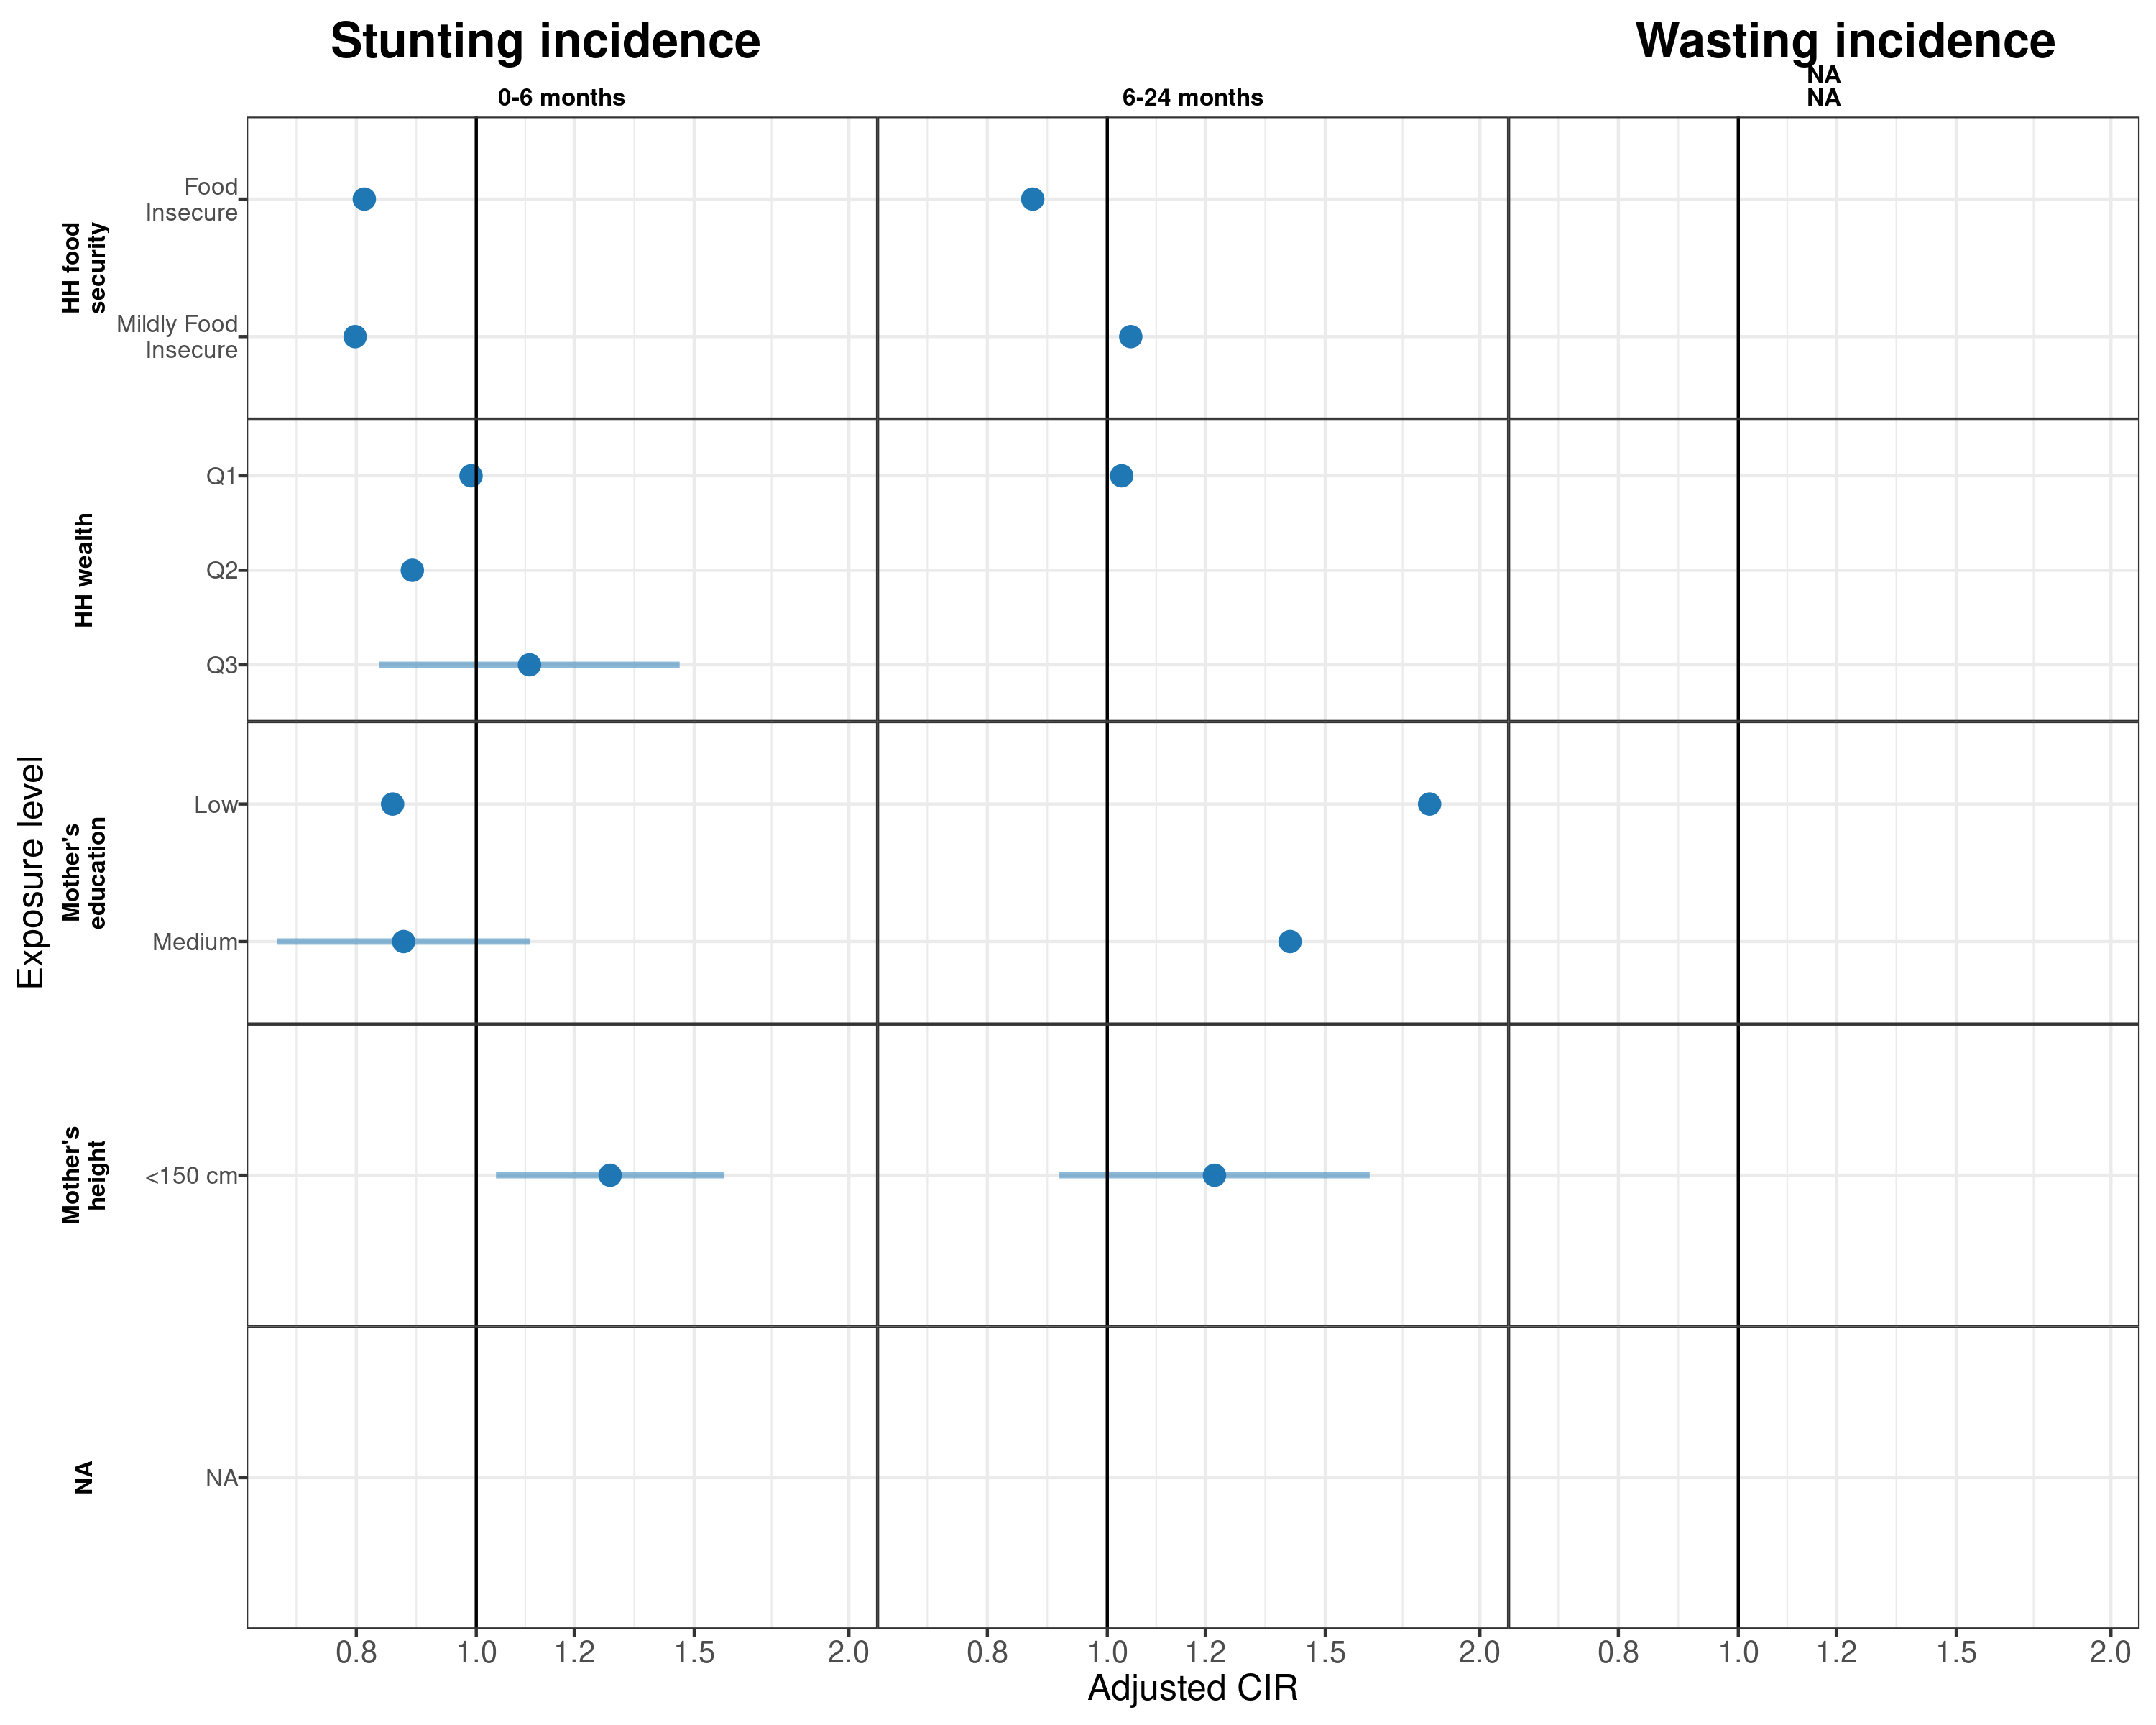 Stunting incidence
Wasting incidence
0-6 months
6-24 months
NA
NA
Exposure level
HH food
security
Food
Insecure
Mildly Food
Insecure
HH wealth
Q1
Q2
Q3
Mother's
education
Low
Medium
Mother's
height
<150 cm
NA
NA
0.8 1.0 1.2 1.5 2.0
0.8 1.0 1.2 1.5 2.0
0.8 1.0 1.2 1.5 2.0
Adjusted CIR